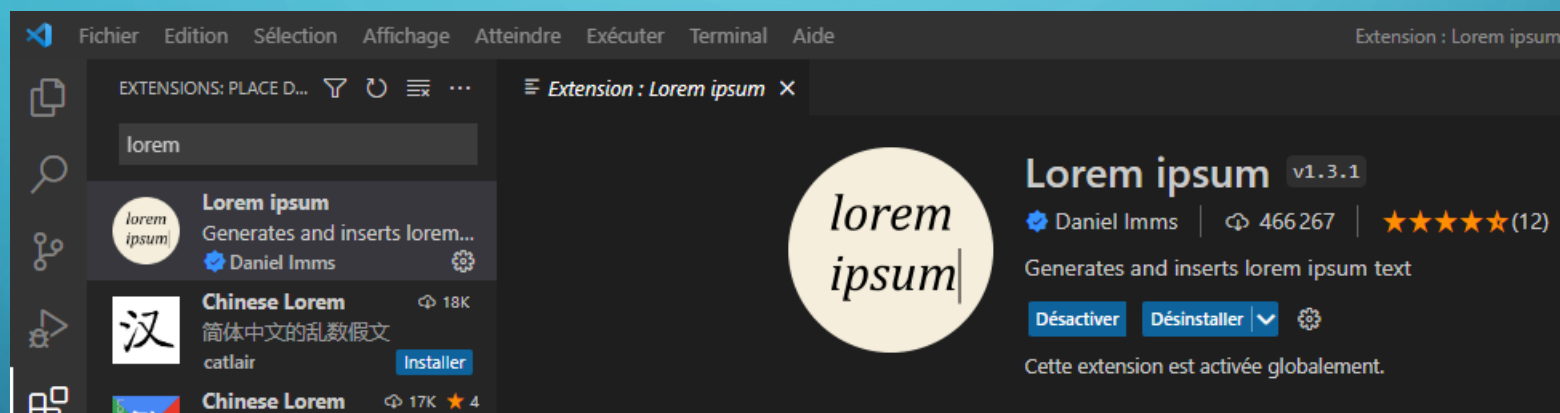 Fichier Edition Sélection Affichage Atteindre Exécuter Terminal Aide Extension : Lorem ipsum
EXTENSIONS: PLACE D... ···
Extension : Lorem ipsum ×
lorem
Lorem ipsum
Generates and inserts lorem...
Daniel Imms
lorem
ipsum
Chinese Lorem 18K
简体中文的乱数假文
catlair Installer
汉
Chinese Lorem 17K ★ 4
lorem
ipsum
Lorem ipsum v1.3.1
Daniel Imms 466 267 (12)
Generates and inserts lorem ipsum text
Désactiver Désinstaller
Cette extension est activée globalement.